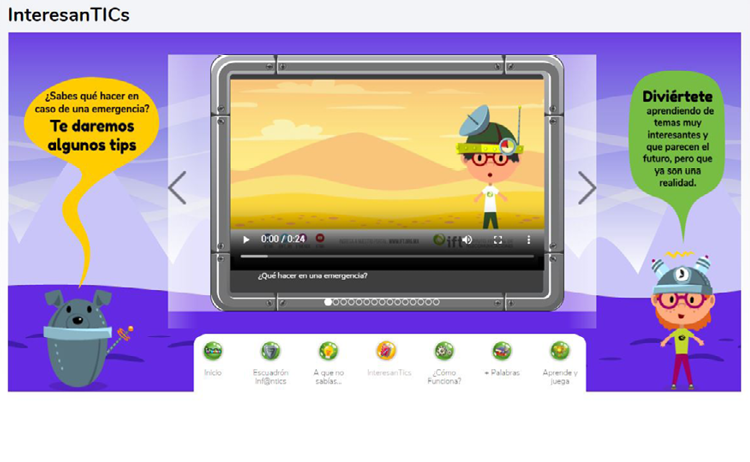 InteresanTICs
¿Sabes qué hacer en
caso de una emergencia?
Te daremos
algunos tips
Diviértete
aprendiendo de
temas muy
interesantes y
que parecen el
futuro, pero que
ya son una
realidad.
0:00 / 0:24
ift
¿Qué hacer en una emergencia?
Inicio
Escuadrón
Inf@ntics
A que no
sabías...
InteresanTics
¿Cómo
Funciona?
+ Palabras
Aprende y
juega